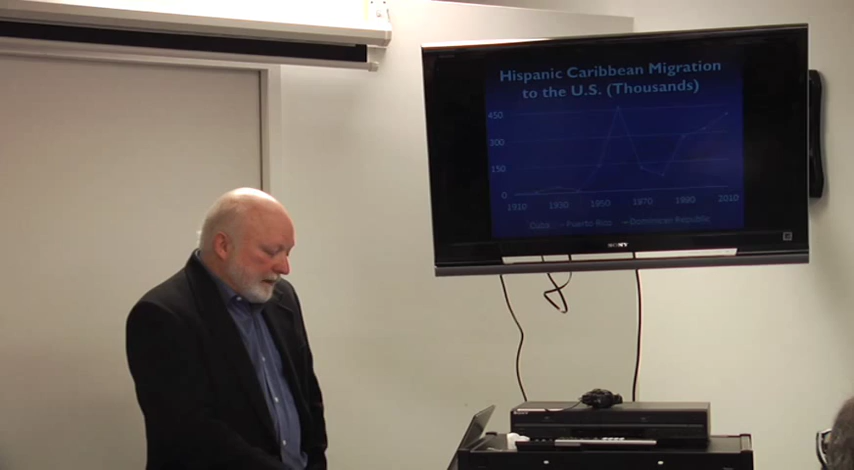 Hispanic Caribbean Migration
to the U.S. (Thousands)
450
300
150
0
1910 1930 1950 1970 1990 2010
Cuba Puerto Rico Dominican Republic
SONY